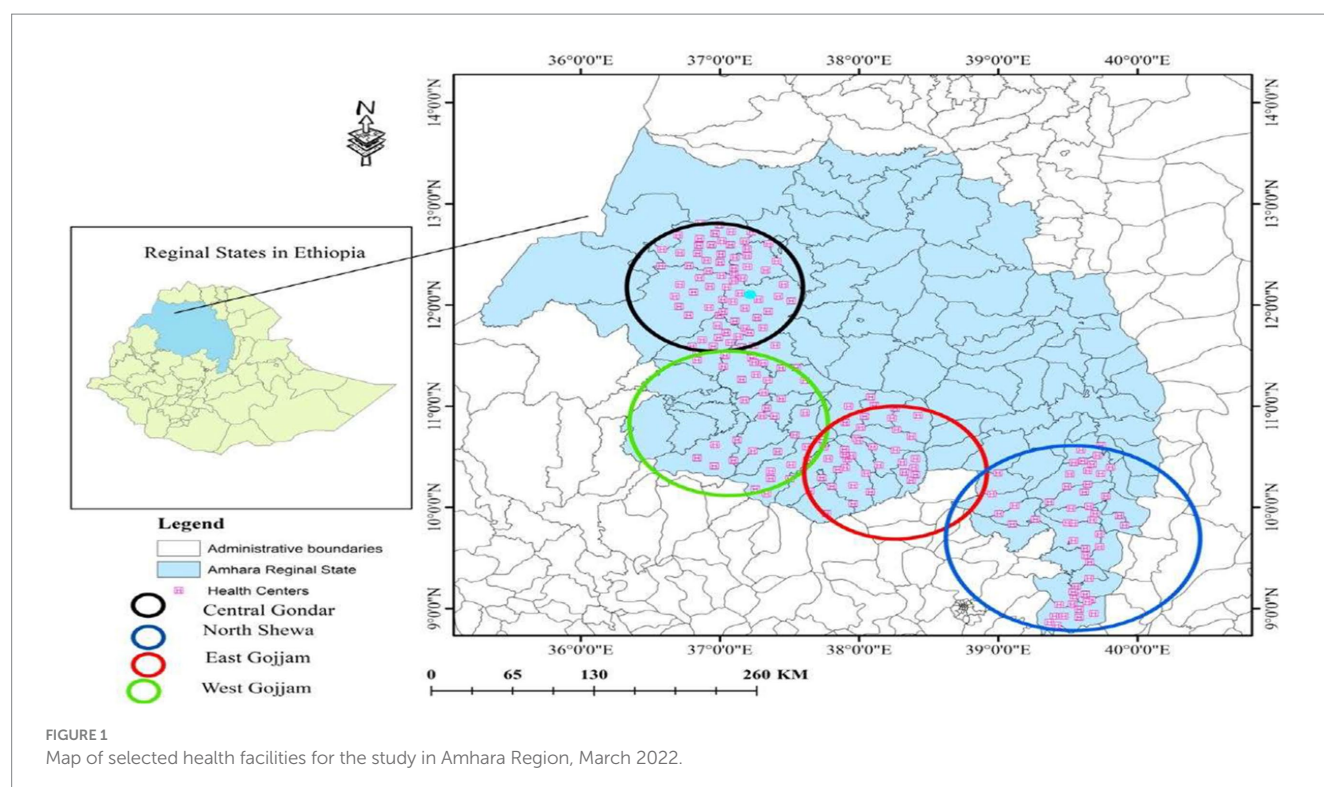 36°0'0"E 37°0'0"E 38°0'0"E 39°0'0"E 40°0'0"E
N
14°0'0"N 14°0'0"N
13°0'0"N 13°0'0"N
12°0'0"N 12°0'0"N
11°0'0"N 11°0'0"N
10°0'0"N 10°0'0"N
9°0'0"N 9°0'0"N
Reginal States in Ethiopia
Legend
Administrative boundaries
Amhara Reginal State
Health Centers
Central Gondar
North Shewa
East Gojjam
West Gojjam
36°0'0"E 37°0'0"E 38°0'0"E 39°0'0"E 40°0'0"E
0 65 130 260 KM
FIGURE 1
Map of selected health facilities for the study in Amhara Region, March 2022.